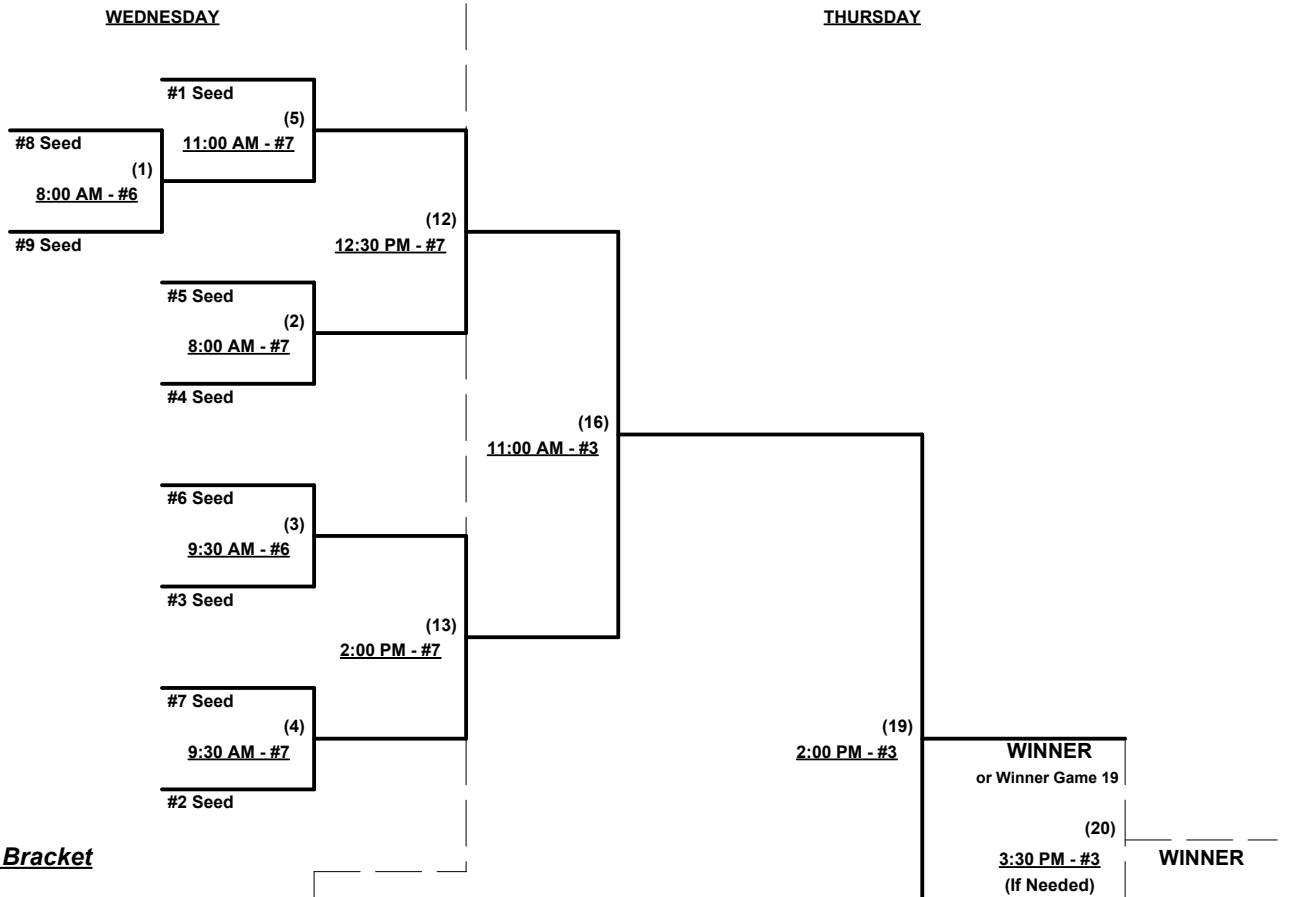 WEDNESDAY
THURSDAY
#1 Seed
(5)
11:00 AM - #7
#8 Seed
(1)
8:00 AM - #6
#9 Seed
(12)
12:30 PM - #7
#5 Seed
(2)
8:00 AM - #7
#4 Seed
(16)
11:00 AM - #3
#6 Seed
(3)
9:30 AM - #6
#3 Seed
(13)
2:00 PM - #7
#7 Seed
(4)
9:30 AM - #7
#2 Seed
(19)
2:00 PM - #3
WINNER
or Winner Game 19
(20)
3:30 PM - #3
(If Needed)
WINNER
Bracket